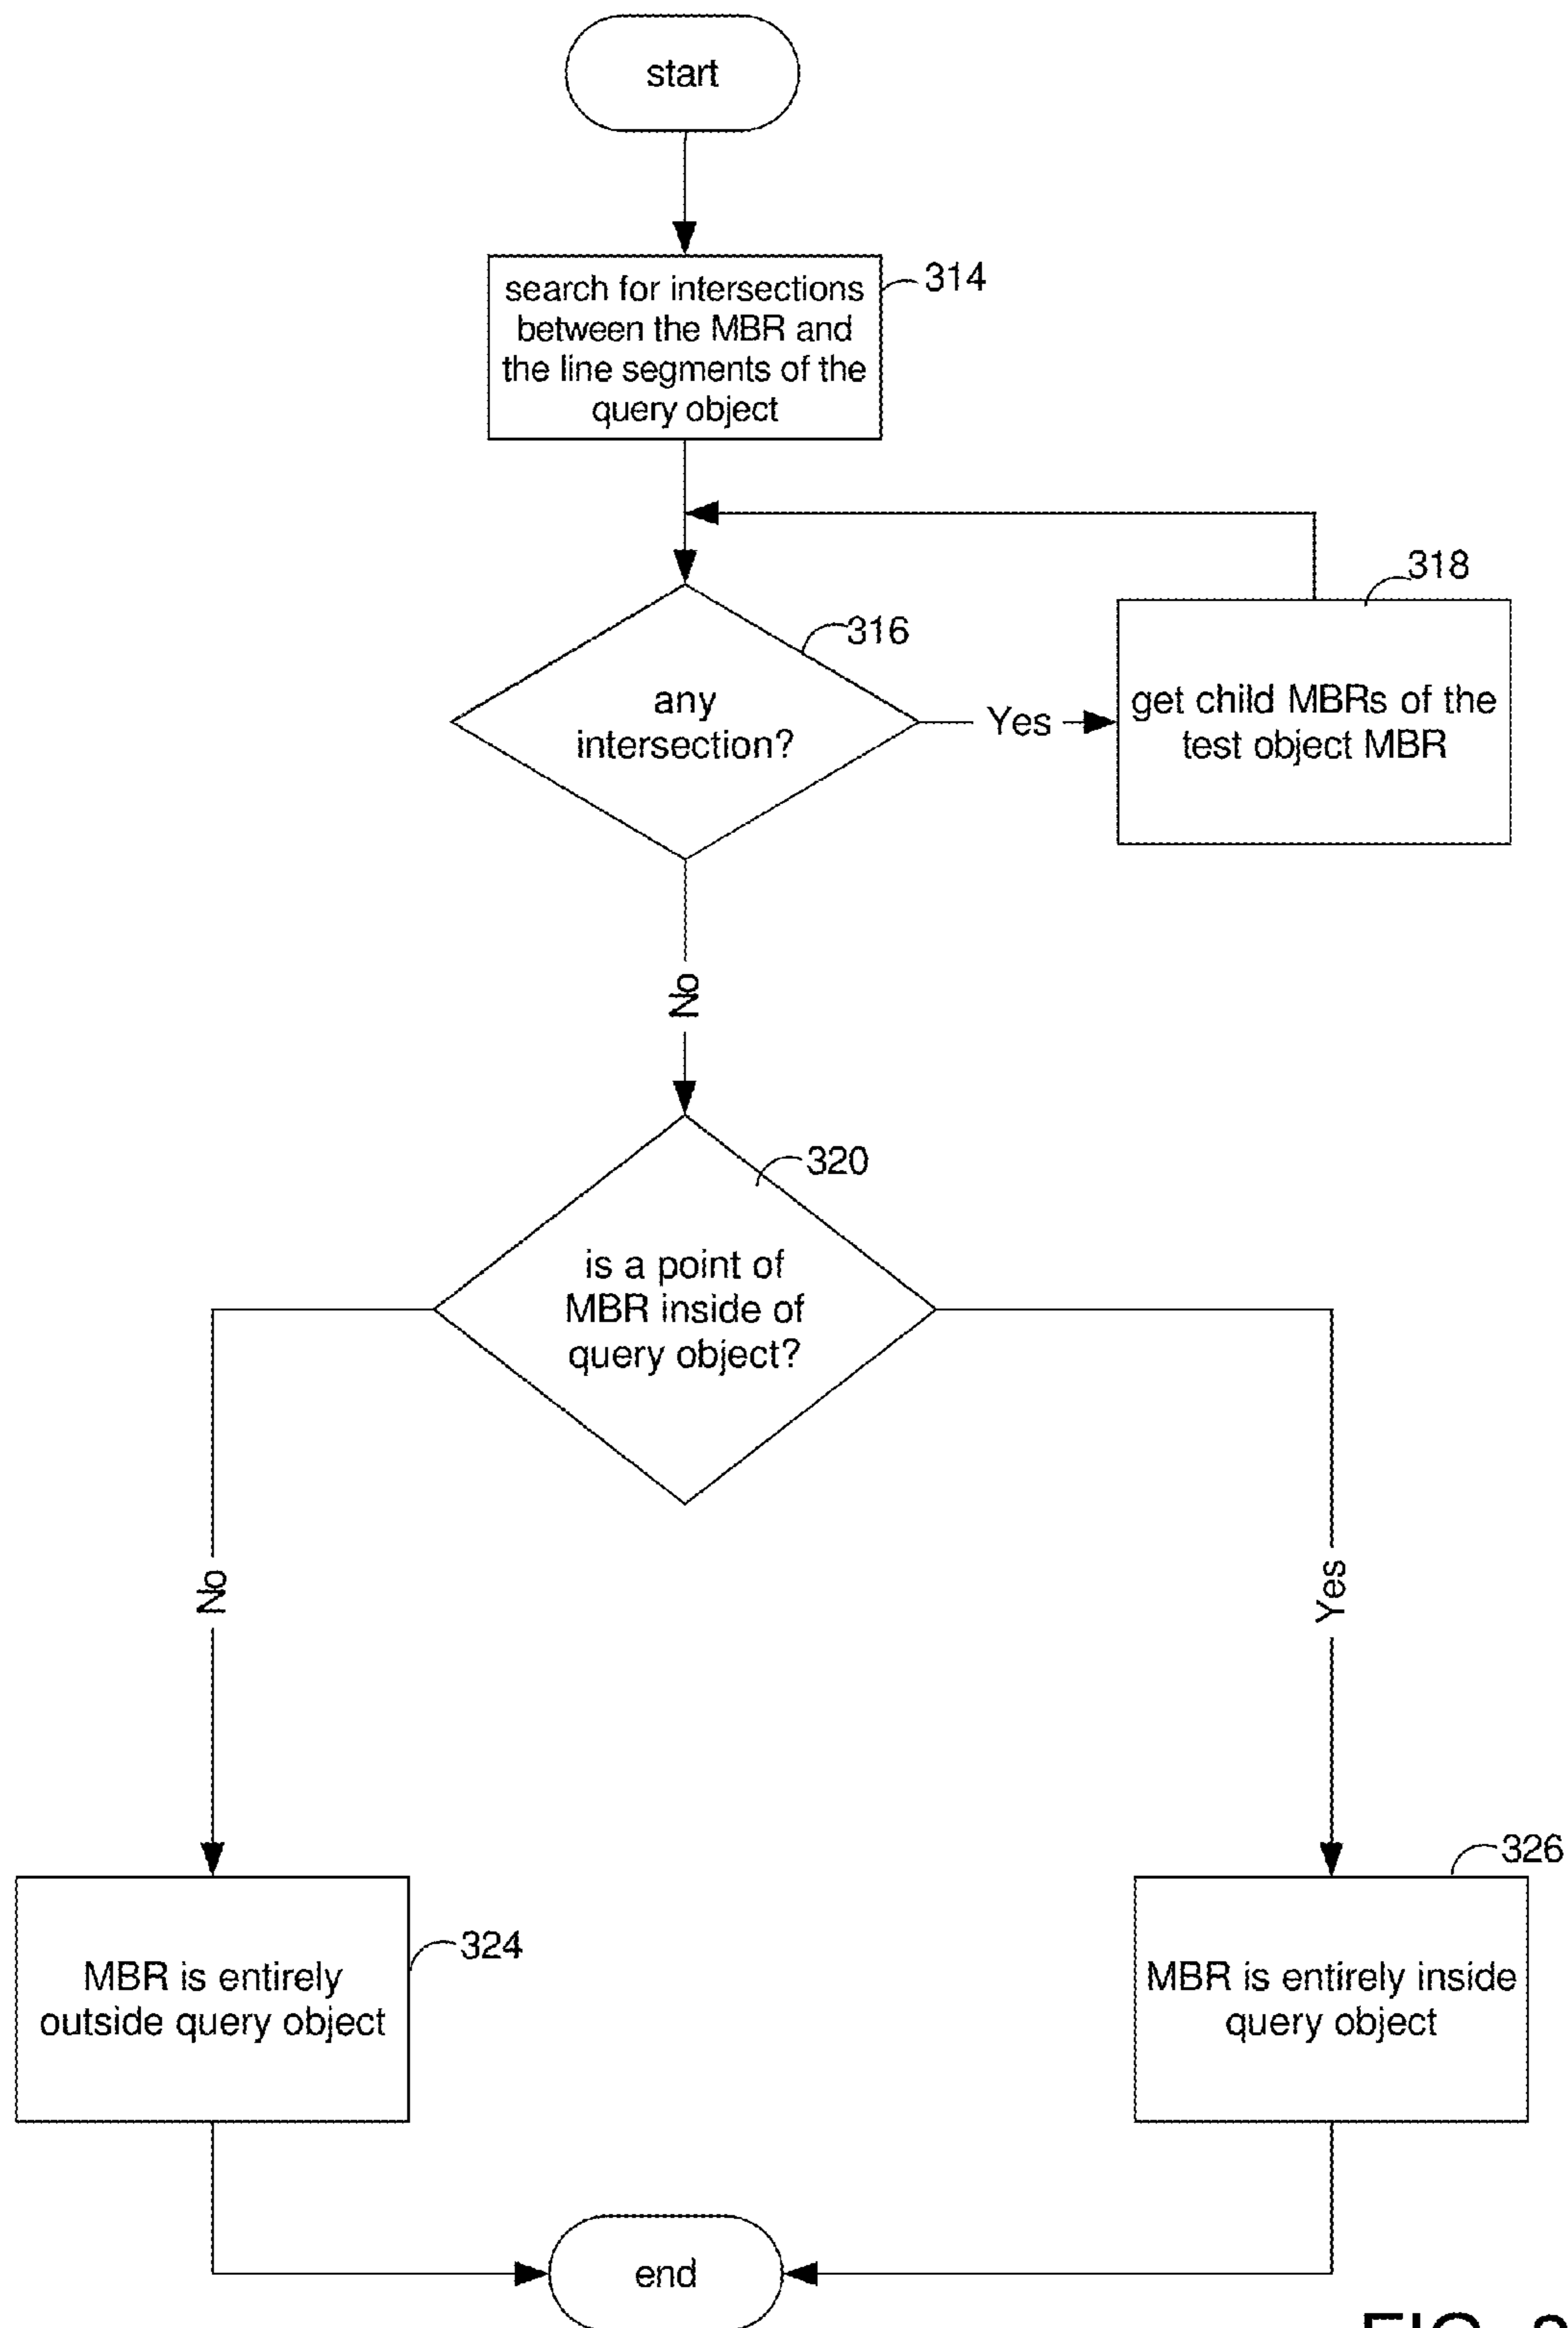 start
search for intersections
between the MBR and
the line segments of the
query object
314
318
316
any
intersection?
Yes
get child MBRs of the
test object MBR
No
320
is a point of
MBR inside of
query object?
No
Yes
326
324
MBR is entirely
outside query object
MBR is entirely inside
query object
end